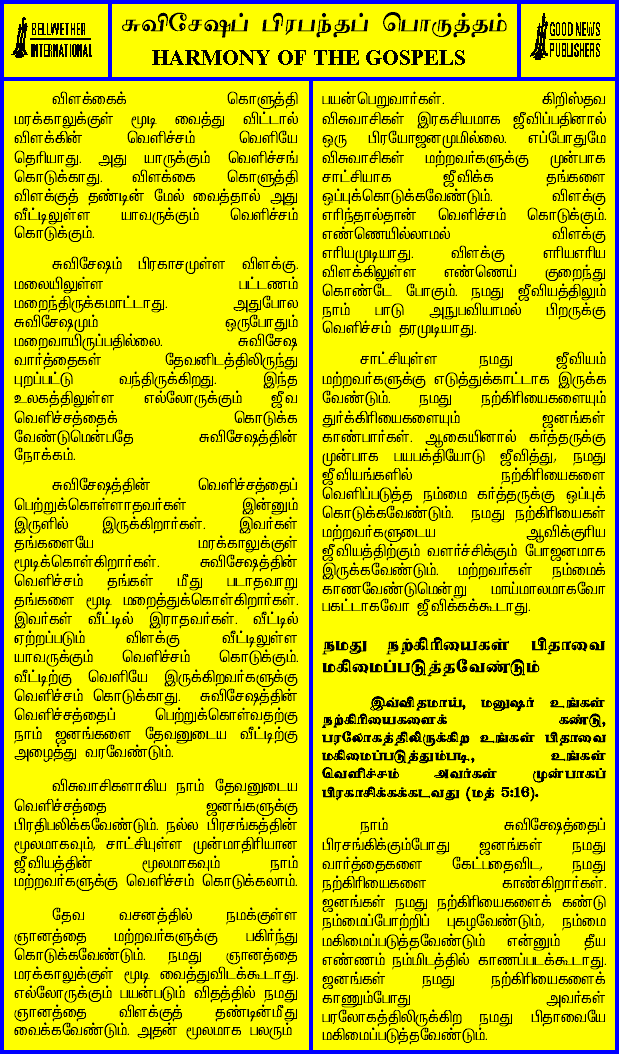 BELLWETHER
INTERNATIONAL
சுவிசேஷப் பிரபந்தப் பொருத்தம்
HARMONY OF THE GOSPELS
GOOD NEWS
PUBLISHERS
விளக்கைக் கொளுத்தி
மரக்காலுக்குள் மூடி வைத்து விட்டால்
விளக்கின் வெளிச்சம் வெளியே
தெரியாது. அது யாருக்கும் வெளிச்சங்
கொடுக்காது. விளக்கை கொளுத்தி
விளக்குத் தண்டின் மேல் வைத்தால் அது
வீட்டிலுள்ள யாவருக்கும் வெளிச்சம்
கொடுக்கும்.
சுவிசேஷம் பிரகாசமுள்ள விளக்கு.
மலையிலுள்ள பட்டணம்
மறைந்திருக்கமாட்டாது. அதுபோல
சுவிசேஷமும் ஒருபோதும்
மறைவாயிருப்பதில்லை. சுவிசேஷ
வார்த்தைகள் தேவனிடத்திலிருந்து
புறப்பட்டு வந்திருக்கிறது. இந்த
உலகத்திலுள்ள எல்லோருக்கும் ஜீவ
வெளிச்சத்தைக் கொடுக்க
வேண்டுமென்பதே சுவிசேஷத்தின்
நோக்கம்.
சுவிசேஷத்தின் வெளிச்சத்தைப்
பெற்றுக்கொள்ளாதவர்கள் இன்னும்
இருளில் இருக்கிறார்கள். இவர்கள்
தங்களையே மரக்காலுக்குள்
மூடிக்கொள்கிறார்கள். சுவிசேஷத்தின்
வெளிச்சம் தங்கள் மீது படாதவாறு
தங்களை மூடி மறைத்துக்கொள்கிறார்கள்.
இவர்கள் வீட்டில் இராதவர்கள். வீட்டில்
ஏற்றப்படும் விளக்கு வீட்டிலுள்ள
யாவருக்கும் வெளிச்சம் கொடுக்கும்.
வீட்டிற்கு வெளியே இருக்கிறவர்களுக்கு
வெளிச்சம் கொடுக்காது. சுவிசேஷத்தின்
வெளிச்சத்தைப் பெற்றுக்கொள்வதற்கு
நாம் ஜனங்களை தேவனுடைய வீட்டிற்கு
அழைத்து வரவேண்டும்.
விசுவாசிகளாகிய நாம் தேவனுடைய
வெளிச்சத்தை ஜனங்களுக்கு
பிரதிபலிக்கவேண்டும். நல்ல பிரசங்கத்தின்
மூலமாகவும், சாட்சியுள்ள முன்மாதிரியான
ஜீவியத்தின் மூலமாகவும் நாம்
மற்றவர்களுக்கு வெளிச்சம் கொடுக்கலாம்.
தேவ வசனத்தில் நமக்குள்ள
ஞானத்தை மற்றவர்களுக்கு பகிர்ந்து
கொடுக்கவேண்டும். நமது ஞானத்தை
மரக்காலுக்குள் மூடி வைத்துவிடக்கூடாது.
எல்லோருக்கும் பயன்படும் விதத்தில் நமது
ஞானத்தை விளக்குத் தண்டின்மீது
வைக்கவேண்டும். அதன் மூலமாக பலரும்
பயன்பெறுவார்கள். கிறிஸ்தவ
விசுவாசிகள் இரகசியமாக ஜீவிப்பதினால்
ஒரு பிரயோஜனமுமில்லை. எப்போதுமே
விசுவாசிகள் மற்றவர்களுக்கு முன்பாக
சாட்சியாக ஜீவிக்க தங்களை
ஒப்புக்கொடுக்கவேண்டும். விளக்கு
எரிந்தால்தான் வெளிச்சம் கொடுக்கும்.
எண்ணெயில்லாமல் விளக்கு
எரியமுடியாது. விளக்கு எரியஎரிய
விளக்கிலுள்ள எண்ணெய் குறைந்து
கொண்டே போகும். நமது ஜீவியத்திலும்
நாம் பாடு அநுபவியாமல் பிறருக்கு
வெளிச்சம் தரமுடியாது.
சாட்சியுள்ள நமது ஜீவியம்
மற்றவர்களுக்கு எடுத்துக்காட்டாக இருக்க
வேண்டும். நமது நற்கிரியைகளையும்
துர்க்கிரியைகளையும் ஜனங்கள்
காண்பார்கள். ஆகையினால் கர்த்தருக்கு
முன்பாக பயபக்தியோடு ஜீவித்து, நமது
ஜீவியங்களில் நற்கிரியைகளை
வெளிப்படுத்த நம்மை கர்த்தருக்கு ஒப்புக்
கொடுக்கவேண்டும். நமது நற்கிரியைகள்
மற்றவர்களுடைய ஆவிக்குரிய
ஜீவியத்திற்கும் வளர்ச்சிக்கும் போஜனமாக
இருக்கவேண்டும். மற்றவர்கள் நம்மைக்
காணவேண்டுமென்று மாய்மாலமாகவோ
பகட்டாகவோ ஜீவிக்கக்கூடாது.
நமது நற்கிரியைகள் பிதாவை
மகிமைப்படுத்தவேண்டும்
இவ்விதமாய், மனுஷர் உங்கள்
நற்கிரியைகளைக் கண்டு,
பரலோகத்திலிருக்கிற உங்கள் பிதாவை
மகிமைப்படுத்தும்படி, உங்கள்
வெளிச்சம் அவர்கள் முன்பாகப்
பிரகாசிக்கக்கடவது (மத் 5:16).
நாம் சுவிசேஷத்தைப்
பிரசங்கிக்கும்போது ஜனங்கள் நமது
வார்த்தைகளை கேட்பதைவிட, நமது
நற்கிரியைகளை காண்கிறார்கள்.
ஜனங்கள் நமது நற்கிரியைகளைக் கண்டு
நம்மைப்போற்றிப் புகழவேண்டும், நம்மை
மகிமைப்படுத்தவேண்டும் என்னும் தீய
எண்ணம் நம்மிடத்தில் காணப்படக்கூடாது.
ஜனங்கள் நமது நற்கிரியைகளைக்
காணும்போது அவர்கள்
பரலோகத்திலிருக்கிற நமது பிதாவையே
மகிமைப்படுத்தவேண்டும்.